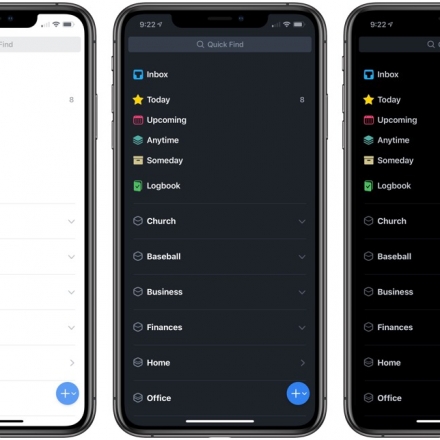 Find
8
9:22
Quick Find
Inbox
Today 8
Upcoming
Anytime
Someday
Logbook
Church
Baseball
Business
Finances
Home
Office
9:22
Inbox
Today
Upcoming
Anytime
Someday
Logbook
Church
Baseball
Business
Finances
Home
Office